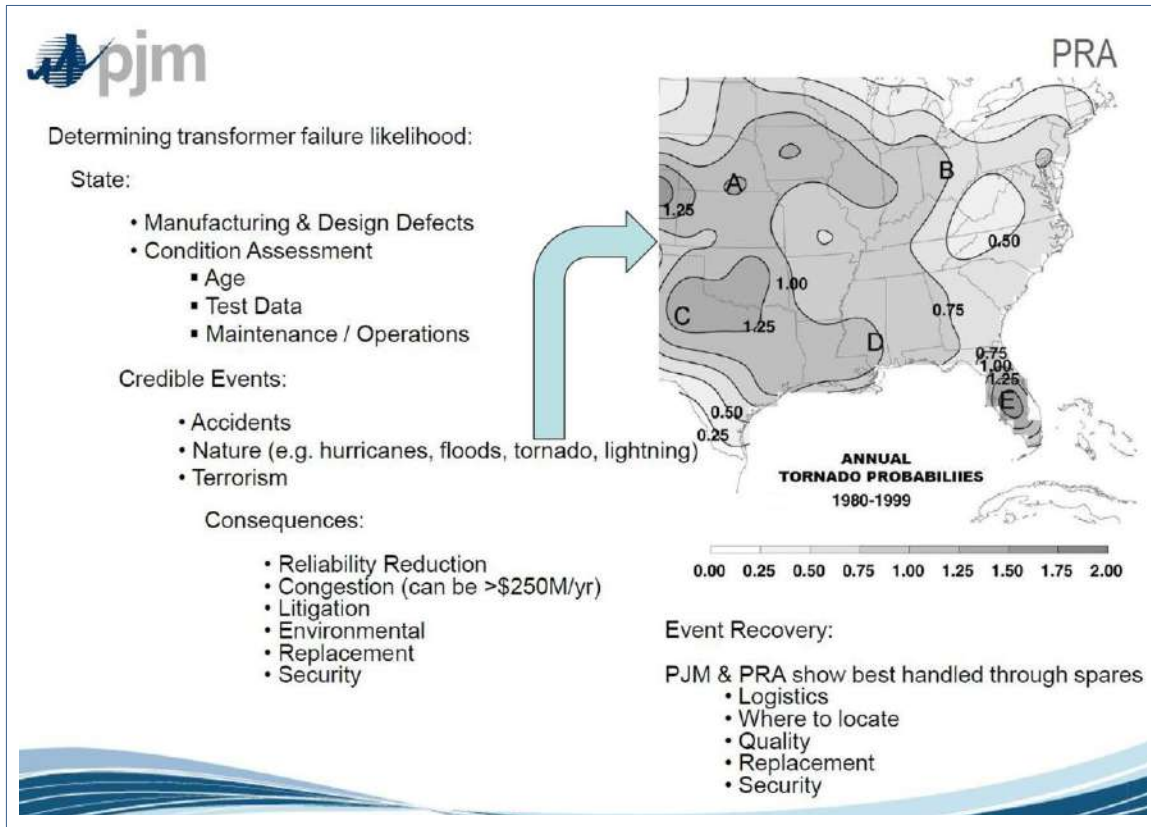 pjm
PRA
Determining transformer failure likelihood:
State:
• Manufacturing & Design Defects
• Condition Assessment
▪ Age
▪ Test Data
▪ Maintenance / Operations
Credible Events:
• Accidents
• Nature (e.g. hurricanes, floods, tornado, lightning)
• Terrorism
Consequences:
• Reliability Reduction
• Congestion (can be >$250M/yr)
• Litigation
• Environmental
• Replacement
• Security
A
B
1.25
0.50
1.00
C
1.25
0.75
D
0.75
1.00
1.25
E
0.50
0.25
ANNUAL
TORNADO PROBABILIIES
1980-1999
0.00 0.25 0.50 0.75 1.00 1.25 1.50 1.75 2.00
Event Recovery:
PJM & PRA show best handled through spares
• Logistics
• Where to locate
• Quality
• Replacement
• Security